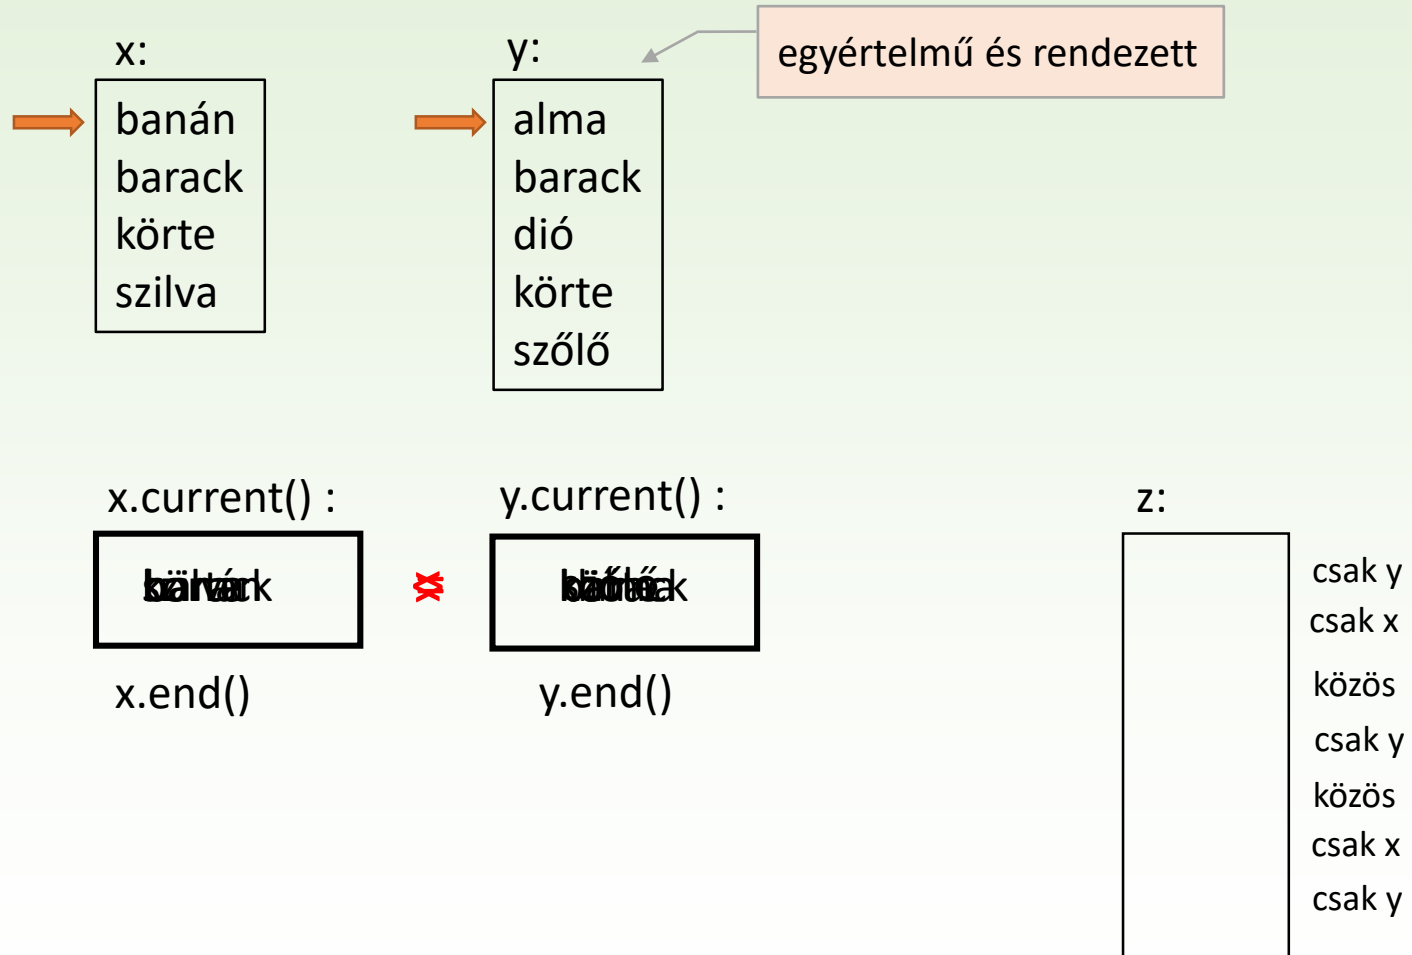 x:
banán
barack
körte
szilva
y:
alma
barack
dió
körte
szőlő
egyértelmű és rendezett
x.current() :
y.current() :
x.end()
y.end()
z:
csak y
csak x
közös
csak y
közös
csak x
csak y